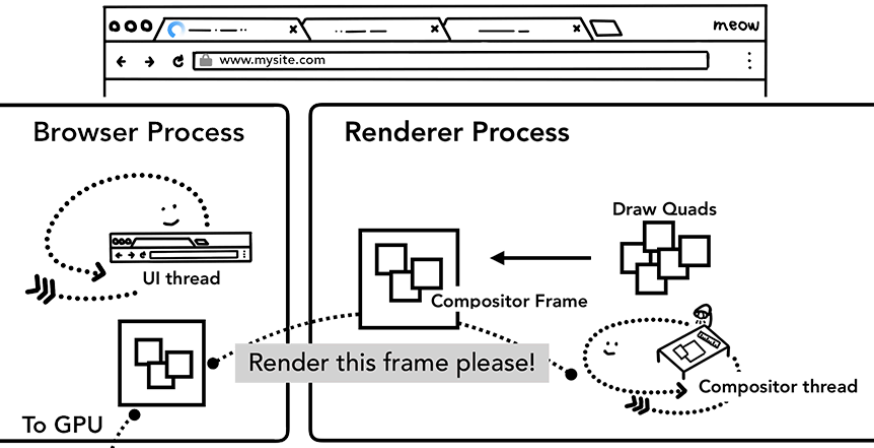 meow
www.mysite.com
Browser Process
Renderer Process
Draw Quads
UI thread
Compositor Frame
Render this frame please!
Compositor thread
To GPU